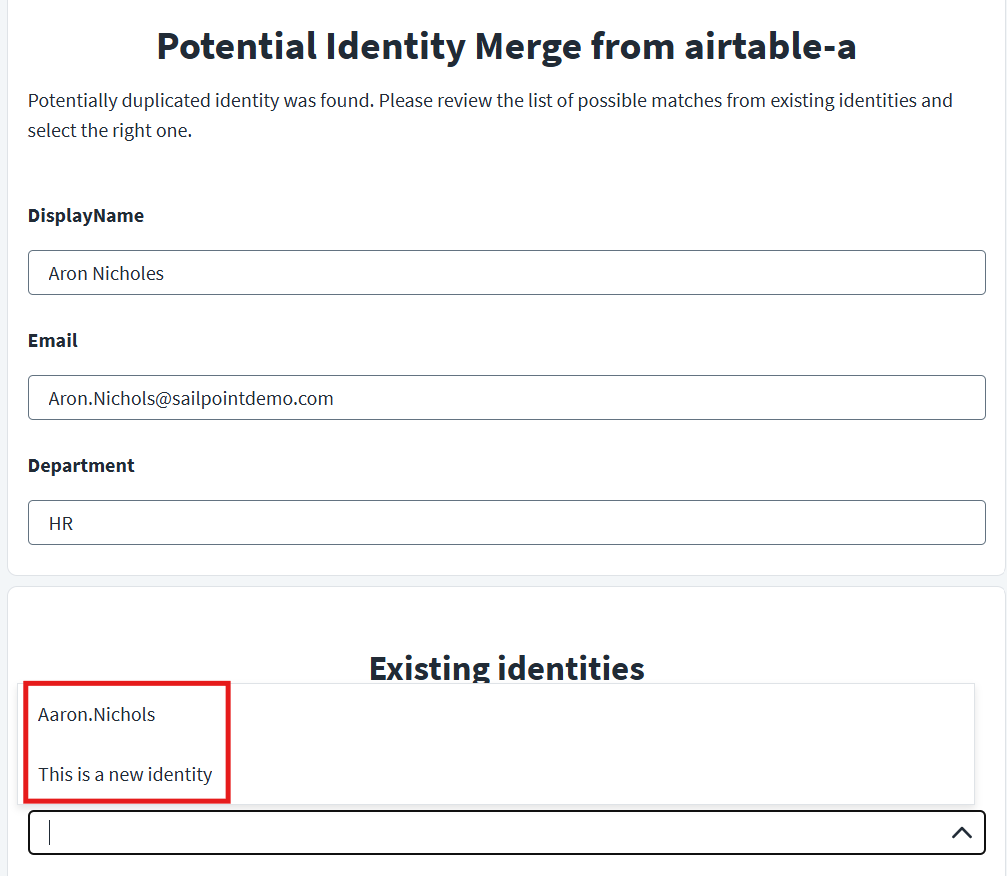 Potential Identity Merge from airtable-a
Potentially duplicated identity was found. Please review the list of possible matches from existing identities and
select the right one.
DisplayName
Aron Nicholes
Email
Aron.Nichols@sailpointdemo.com
Department
HR
Existing identities
Aaron.Nichols
This is a new identity